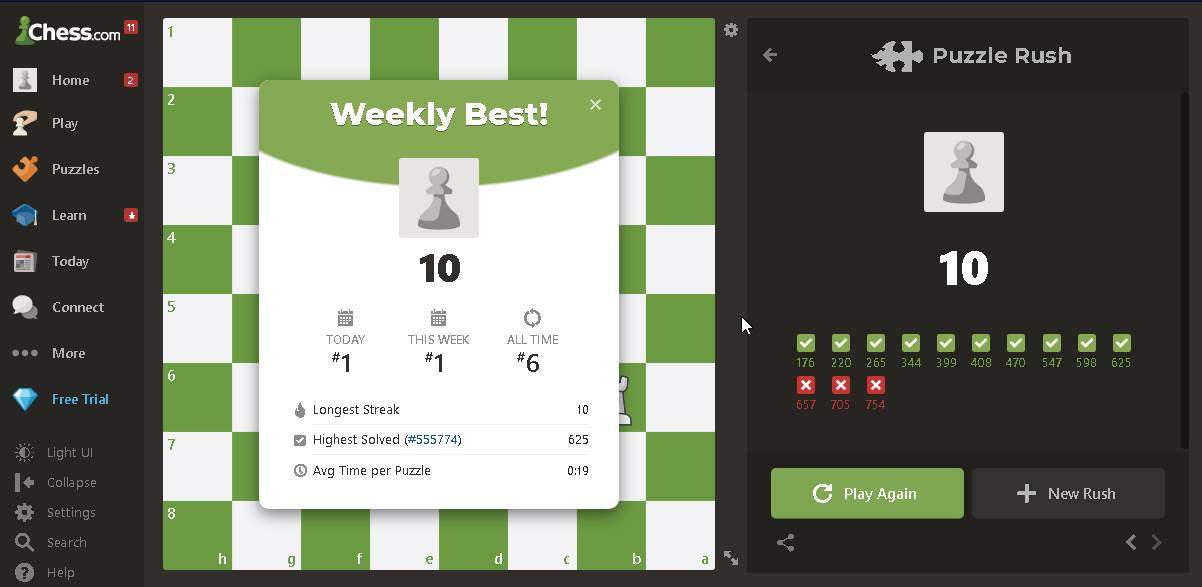 Chess.com 11
Home 2
Play
Puzzles
Learn
Today
Connect
More
Free Trial
Light UI
Collapse
Settings
Search
Help
1
2
3
4
5
6
7
8
h g f e d c b a
Weekly Best!
10
TODAY THIS WEEK ALL TIME
#1 #1 #6
Longest Streak 10
Highest Solved (#555774) 625
Avg Time per Puzzle 0:19
Puzzle Rush
10
176 220 265 344 399 408 470 547 598 625
657 705 754
Play Again
New Rush